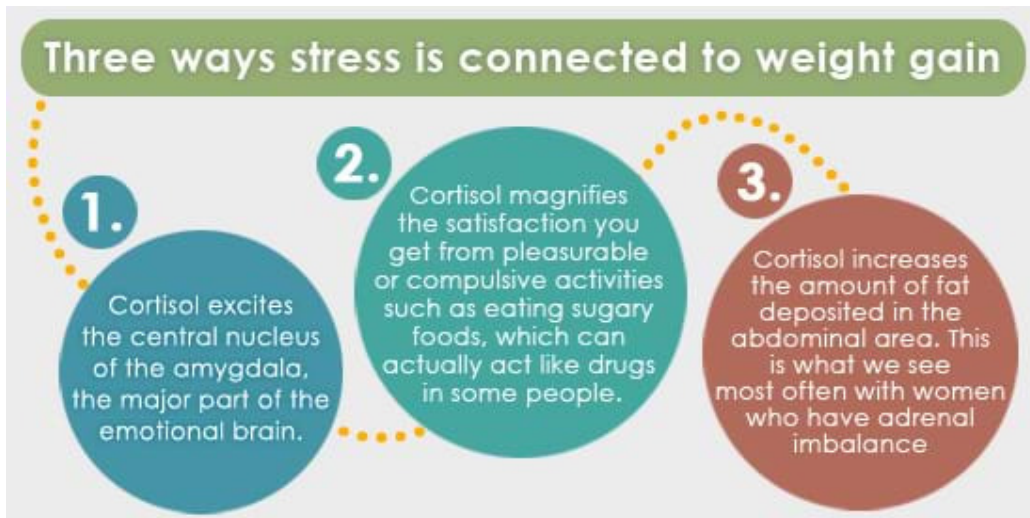 Three ways stress is connected to weight gain
1.
Cortisol excites
the central nucleus
of the amygdala,
the major part of the
emotional brain.
2.
Cortisol magnifies
the satisfaction you
get from pleasurable
or compulsive activities
such as eating sugary
foods, which can
actually act like drugs
in some people.
3.
Cortisol increases
the amount of fat
deposited in the
abdominal area. This
is what we see
most often with women
who have adrenal
imbalance